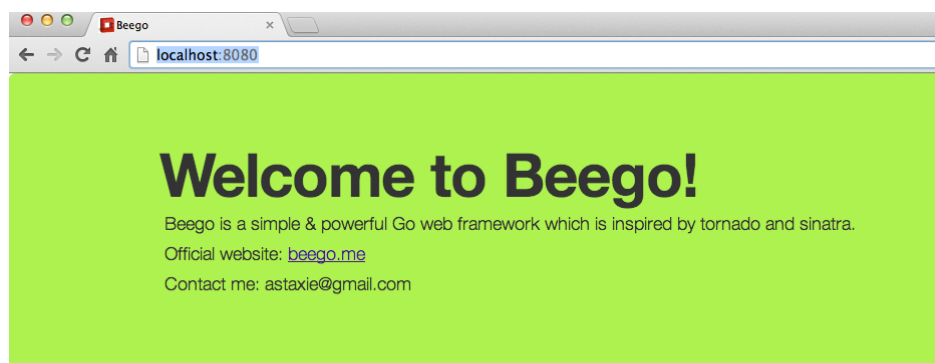 Beego
localhost:8080
Welcome to Beego!
Beego is a simple & powerful Go web framework which is inspired by tornado and sinatra.
Official website: beego.me
Contact me: astaxie@gmail.com